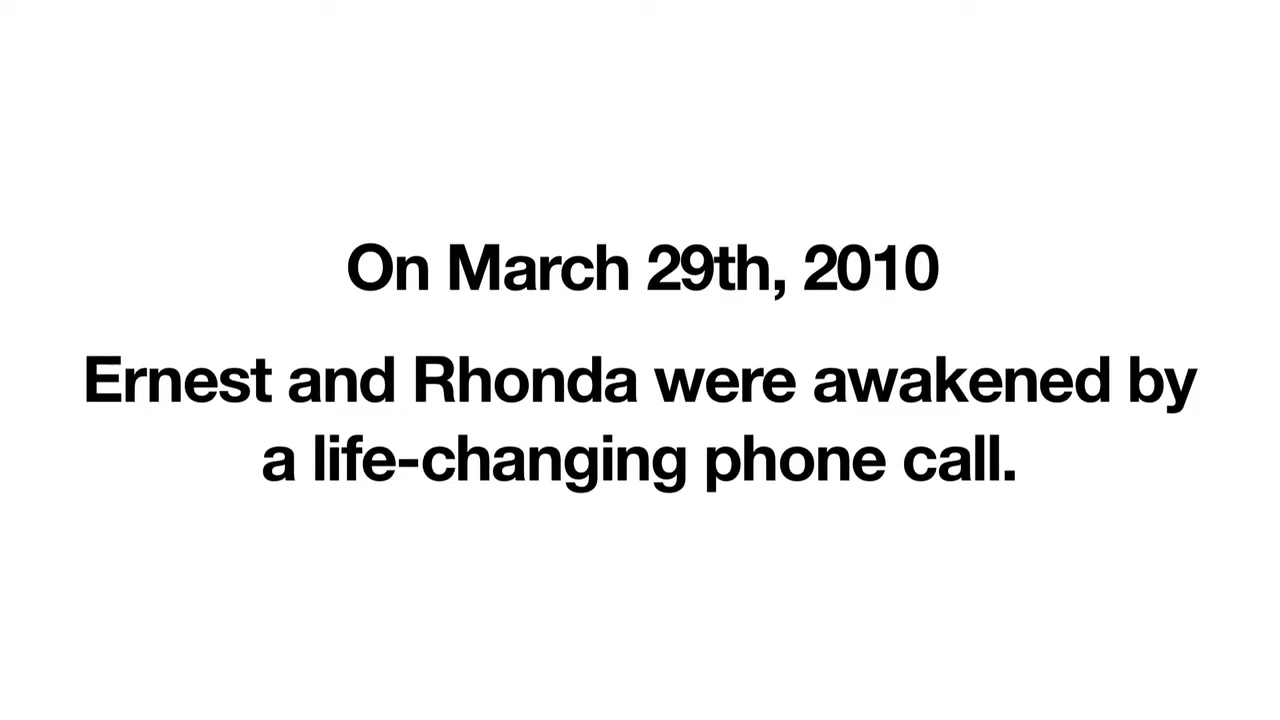 On March 29th, 2010
Ernest and Rhonda were awakened by
a life-changing phone call.